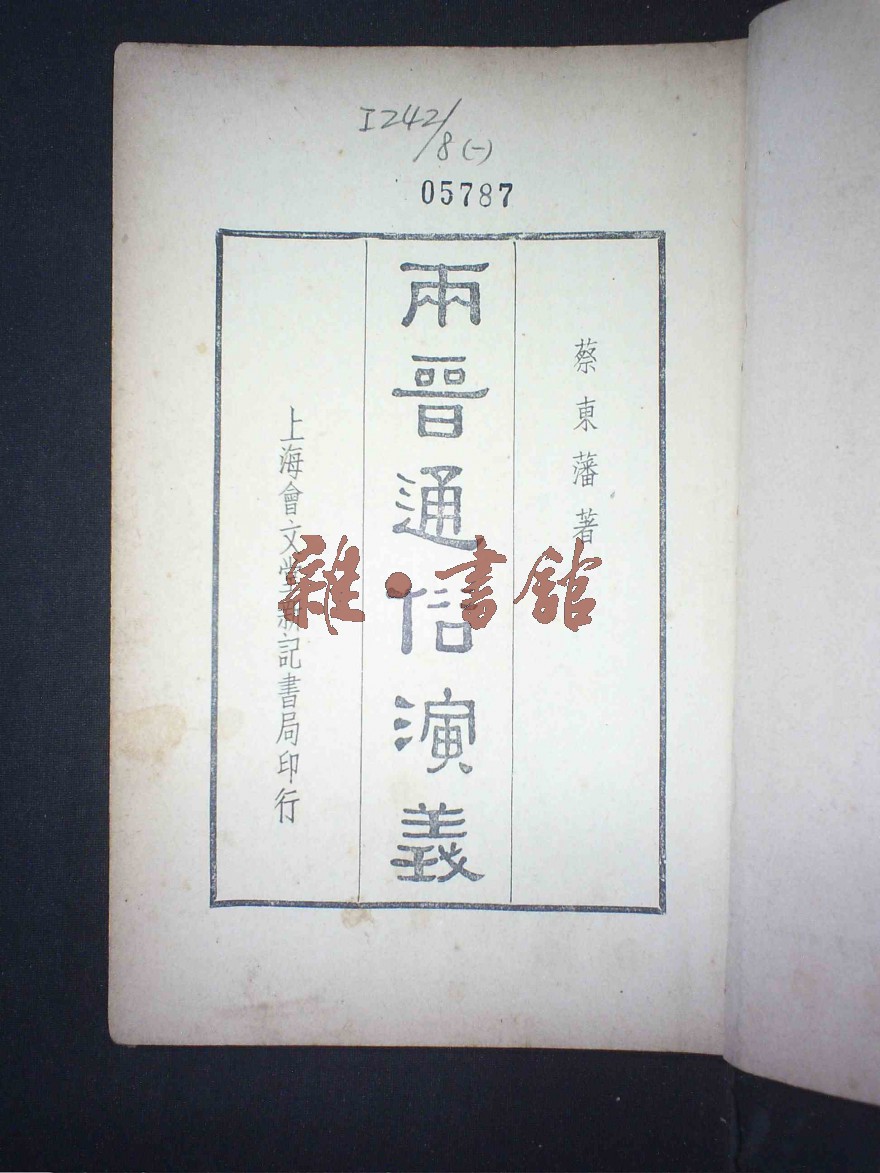 I242/8(一)
05787
蔡東藩著
兩晉通俗演義
上海會文堂新記書局印行
雜·書館